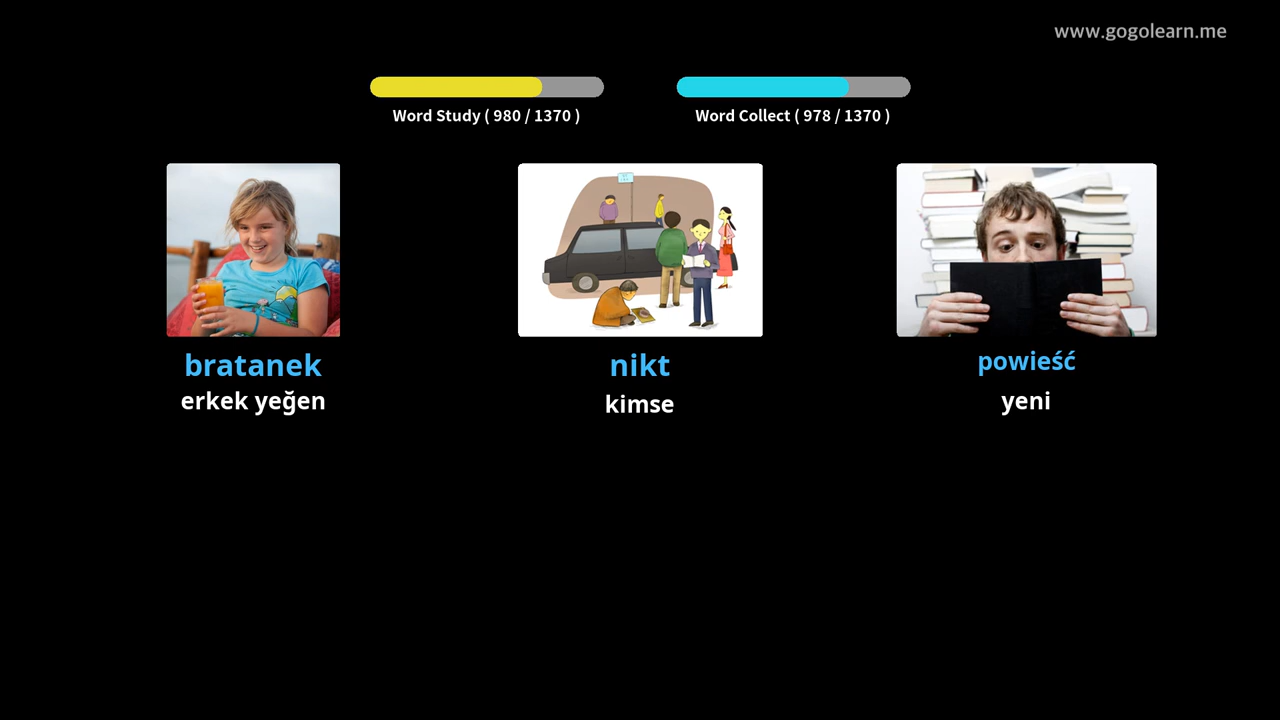 www.gogolearn.me
Word Study ( 980 / 1370 )
Word Collect ( 978 / 1370 )
bratanek
erkek yeğen
nikt
kimse
powieść
yeni